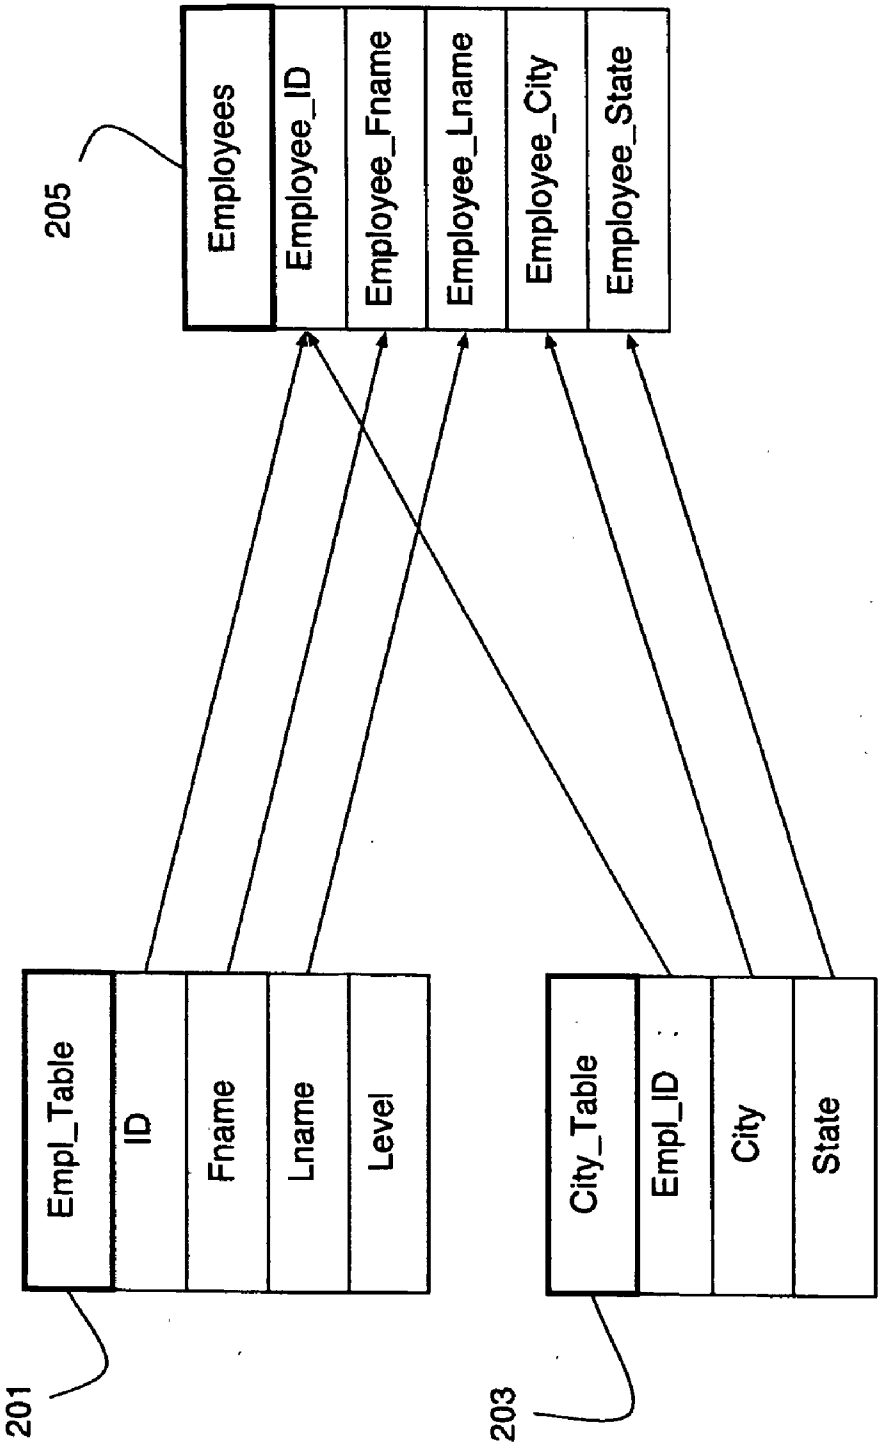 201
Empl_Table
ID
Fname
Lname
Level
203
City_Table
Empl_ID
City
State
205
Employees
Employee_ID
Employee_Fname
Employee_Lname
Employee_City
Employee_State